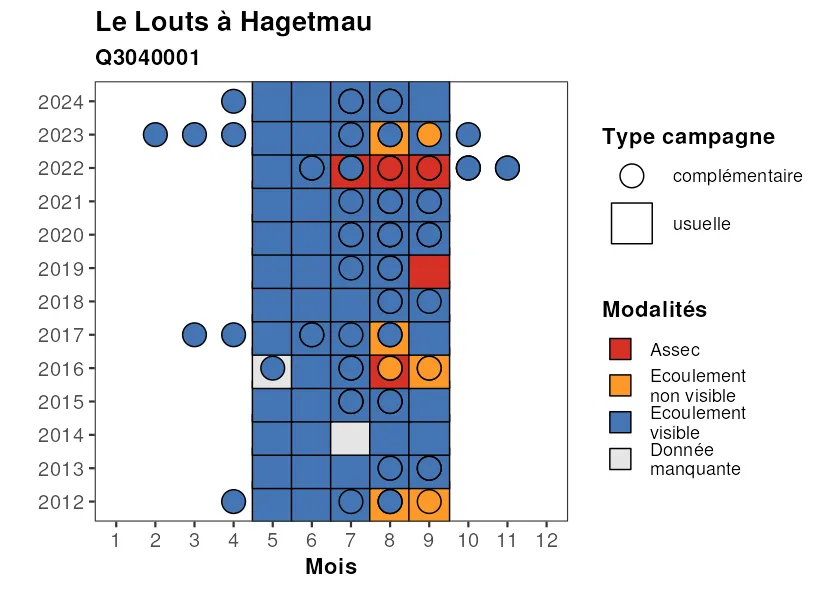 Le Louts à Hagetmau
Q3040001
2024
2023
2022
2021
2020
2019
2018
2017
2016
2015
2014
2013
2012
1 2 3 4 5 6 7 8 9 10 11 12
Mois
Type campagne
complémentaire
usuelle
Modalités
Assec
Ecoulement
non visible
Ecoulement
visible
Donnée
manquante